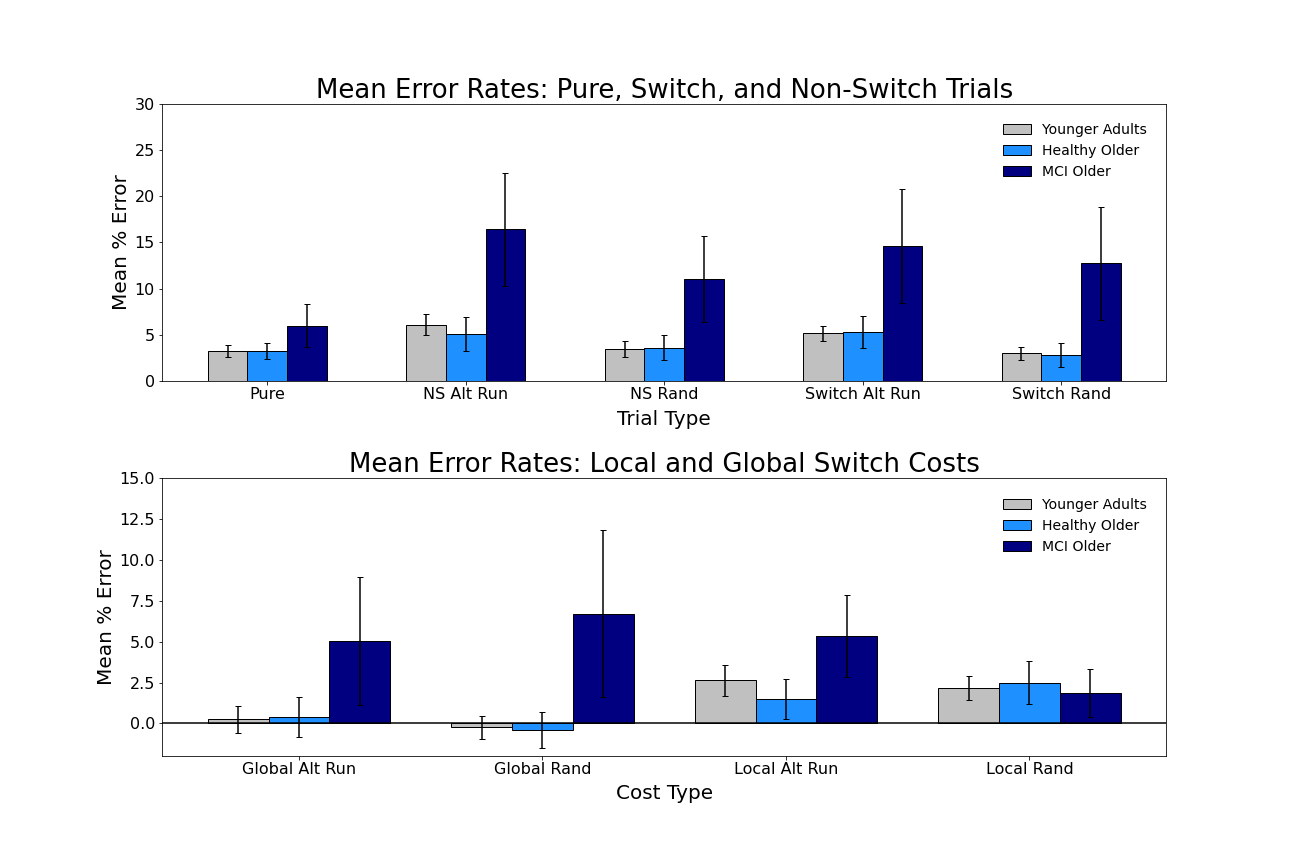 Mean Error Rates: Pure, Switch, and Non-Switch Trials
30
25
20
15
10
5
0
Mean % Error
Younger Adults
Healthy Older
MCI Older
Pure
NS Alt Run
NS Rand
Switch Alt Run
Switch Rand
Trial Type
Mean Error Rates: Local and Global Switch Costs
15.0
12.5
10.0
7.5
5.0
2.5
0.0
Mean % Error
Younger Adults
Healthy Older
MCI Older
Global Alt Run
Global Rand
Local Alt Run
Local Rand
Cost Type